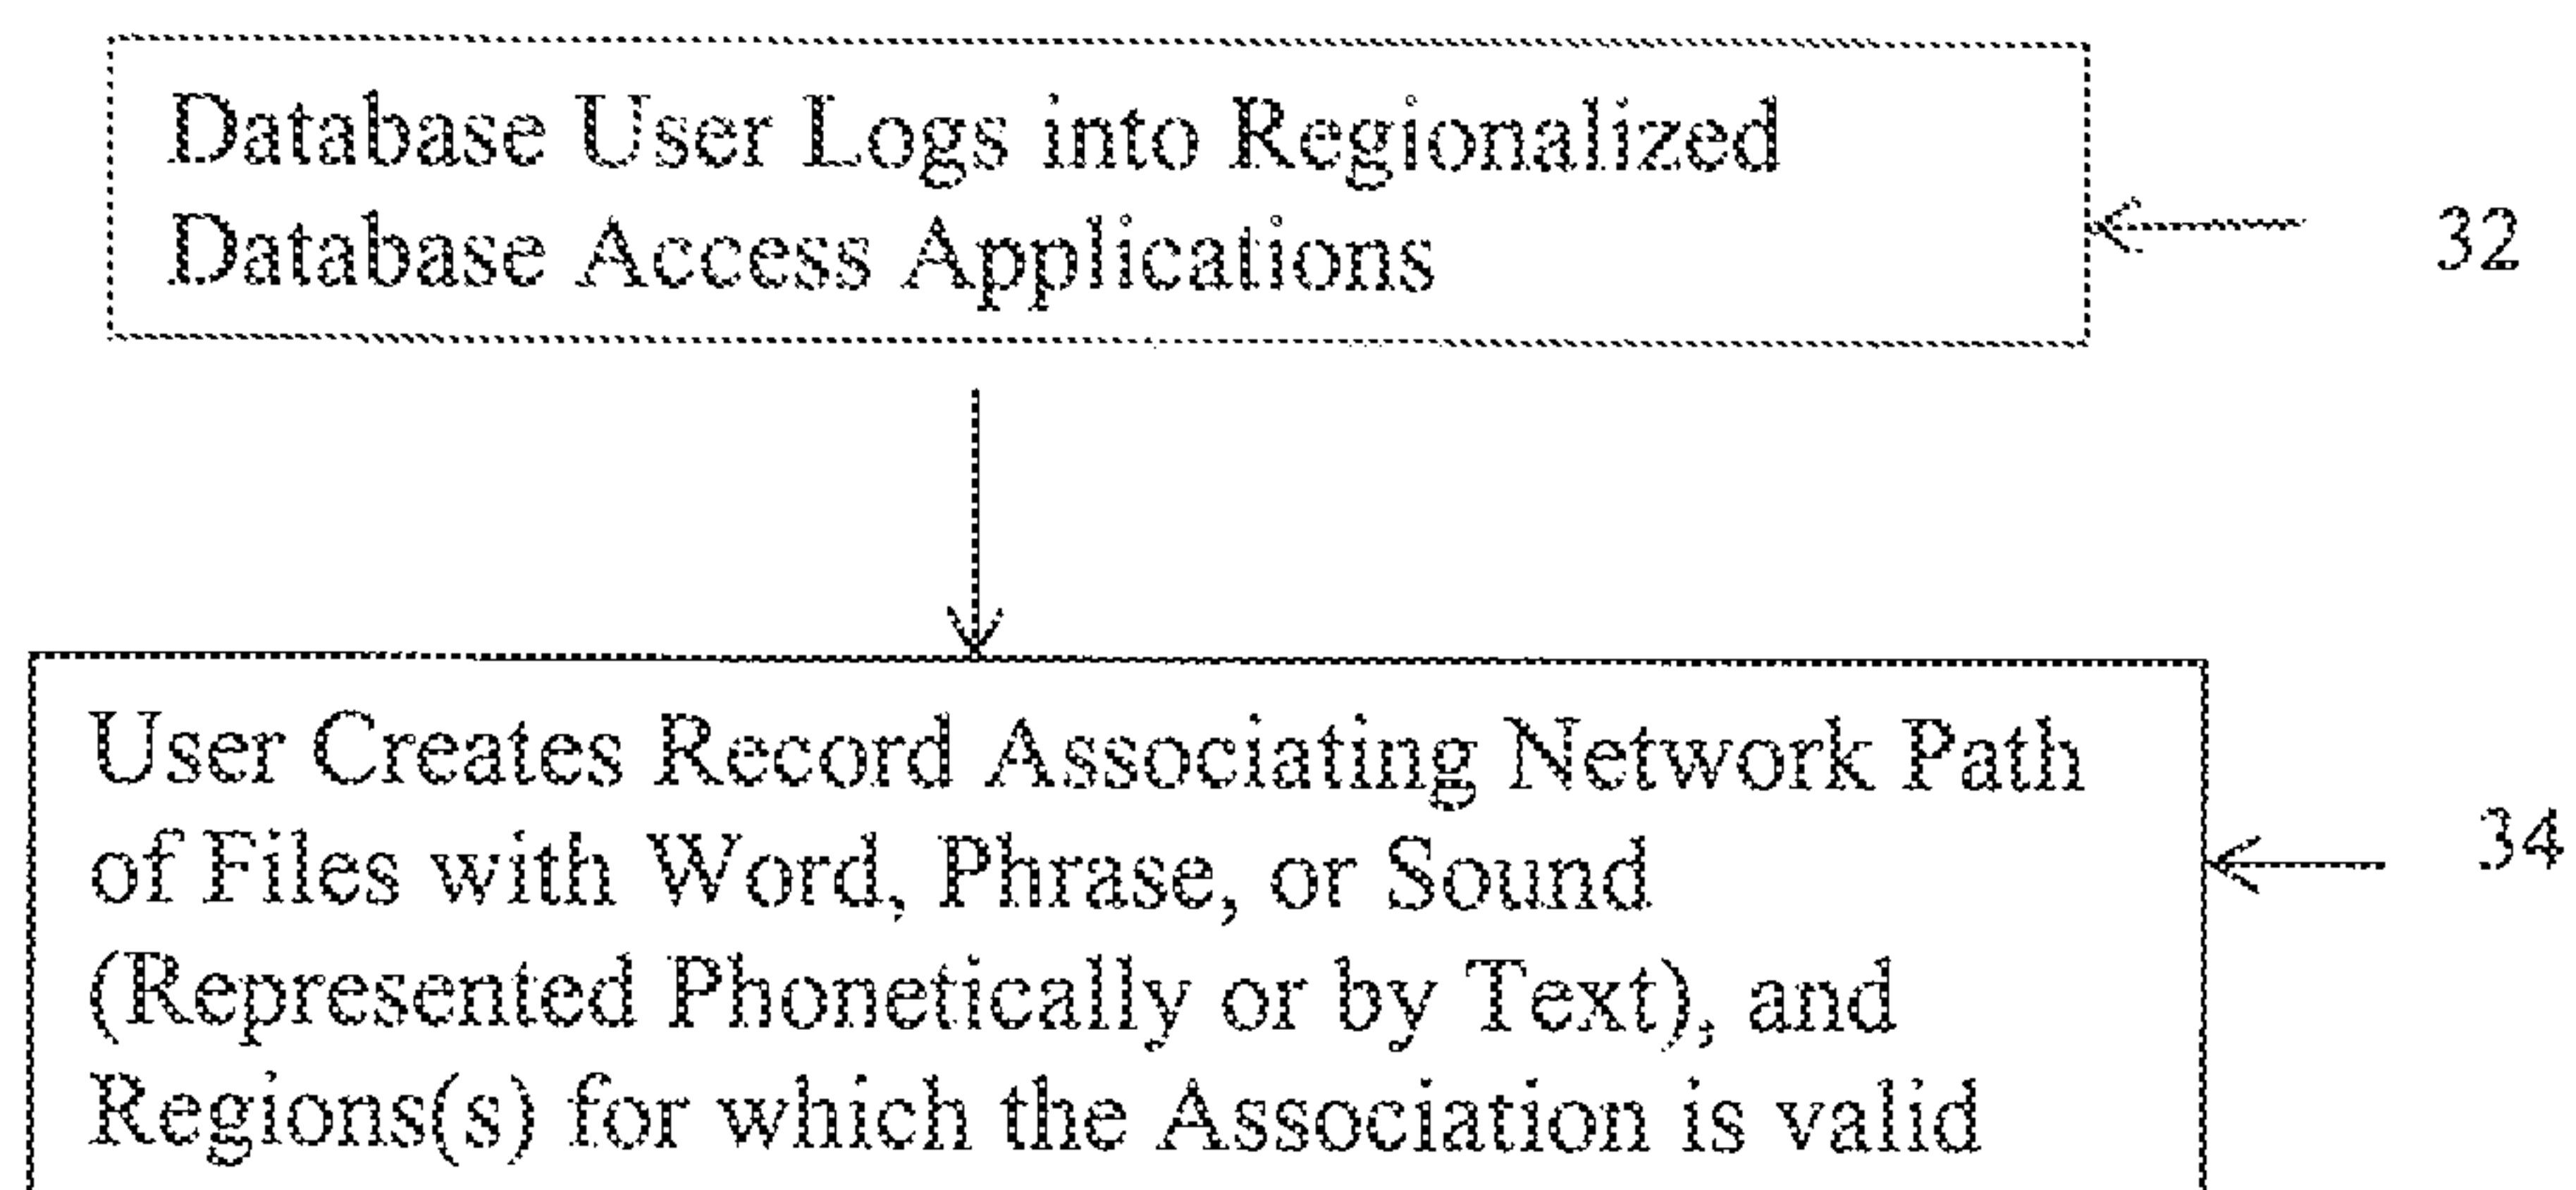 Database User Logs into Regionalized
Database Access Applications
32
User Creates Record Associating Network Path
of Files with Word, Phrase, or Sound
(Represented Phonetically or by Text), and
Regions(s) for which the Association is valid
34